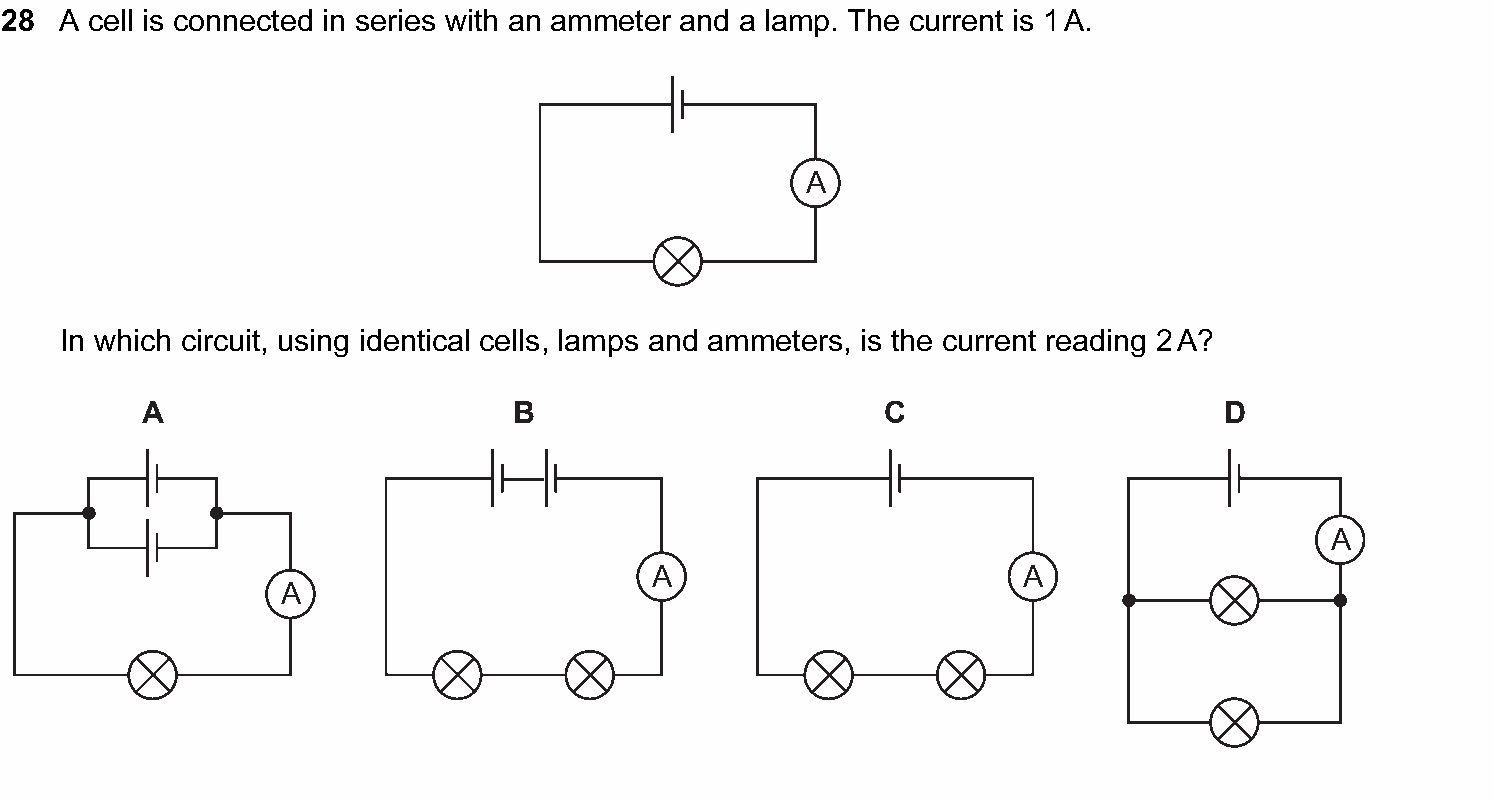 28 A cell is connected in series with an ammeter and a lamp. The current is 1 A.
A
In which circuit, using identical cells, lamps and ammeters, is the current reading 2 A?
A B C D
A A A A